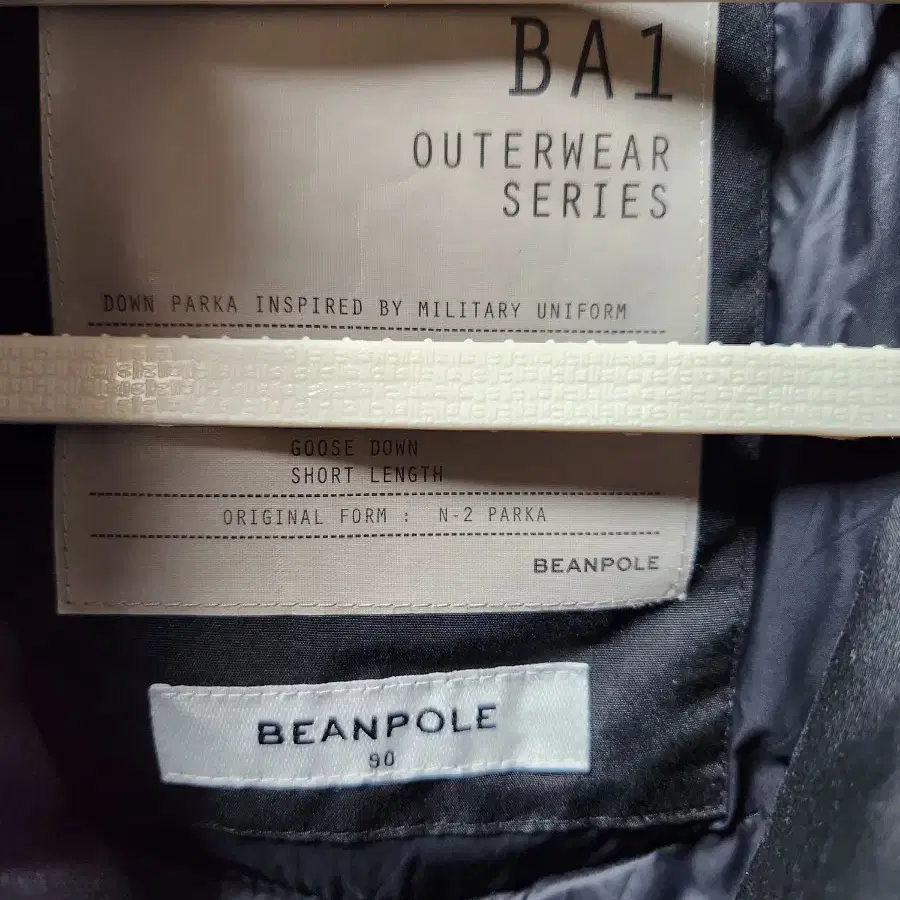 BA1
OUTERWEAR
SERIES
DOWN PARKA INSPIRED BY MILITARY UNIFORM
GOOSE DOWN
SHORT LENGTH
ORIGINAL FORM : N-2 PARKA
BEANPOLE
BEANPOLE
90